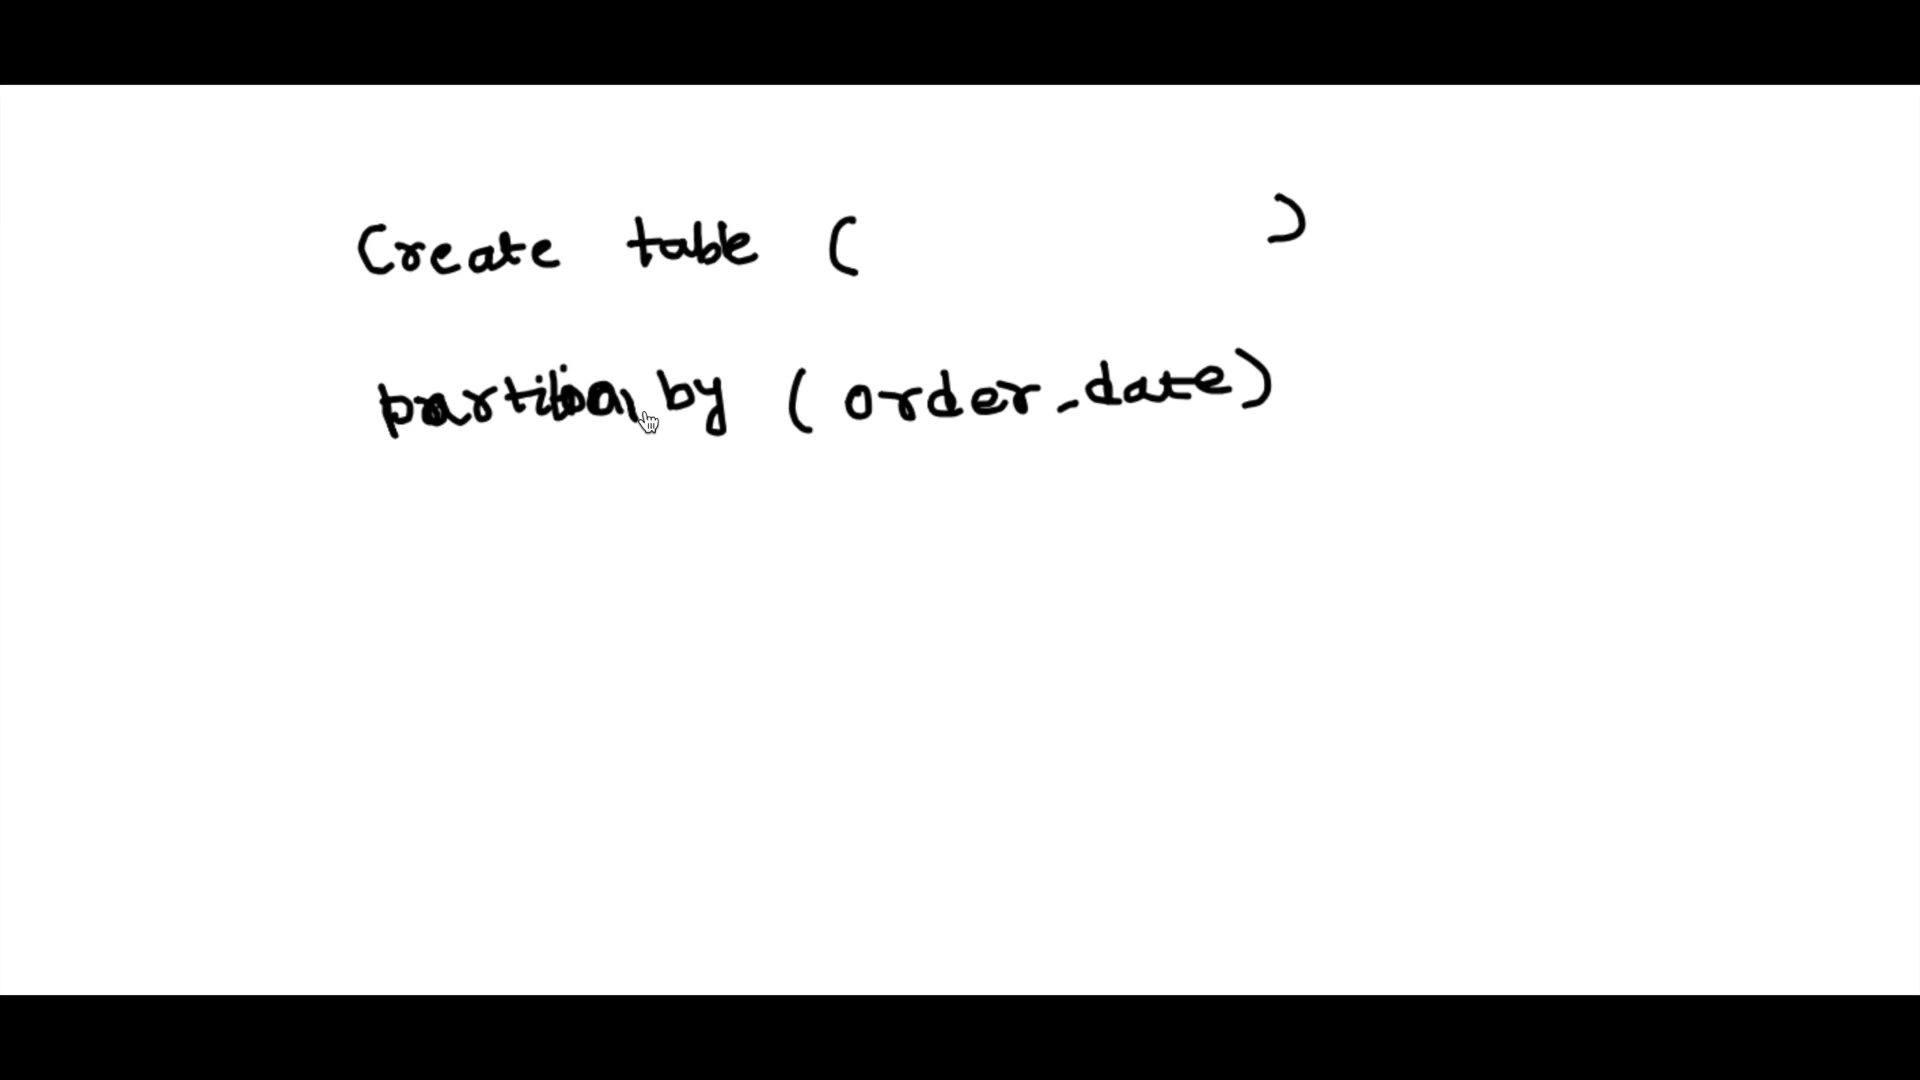 Create table (                    )
partition by ( order_date)